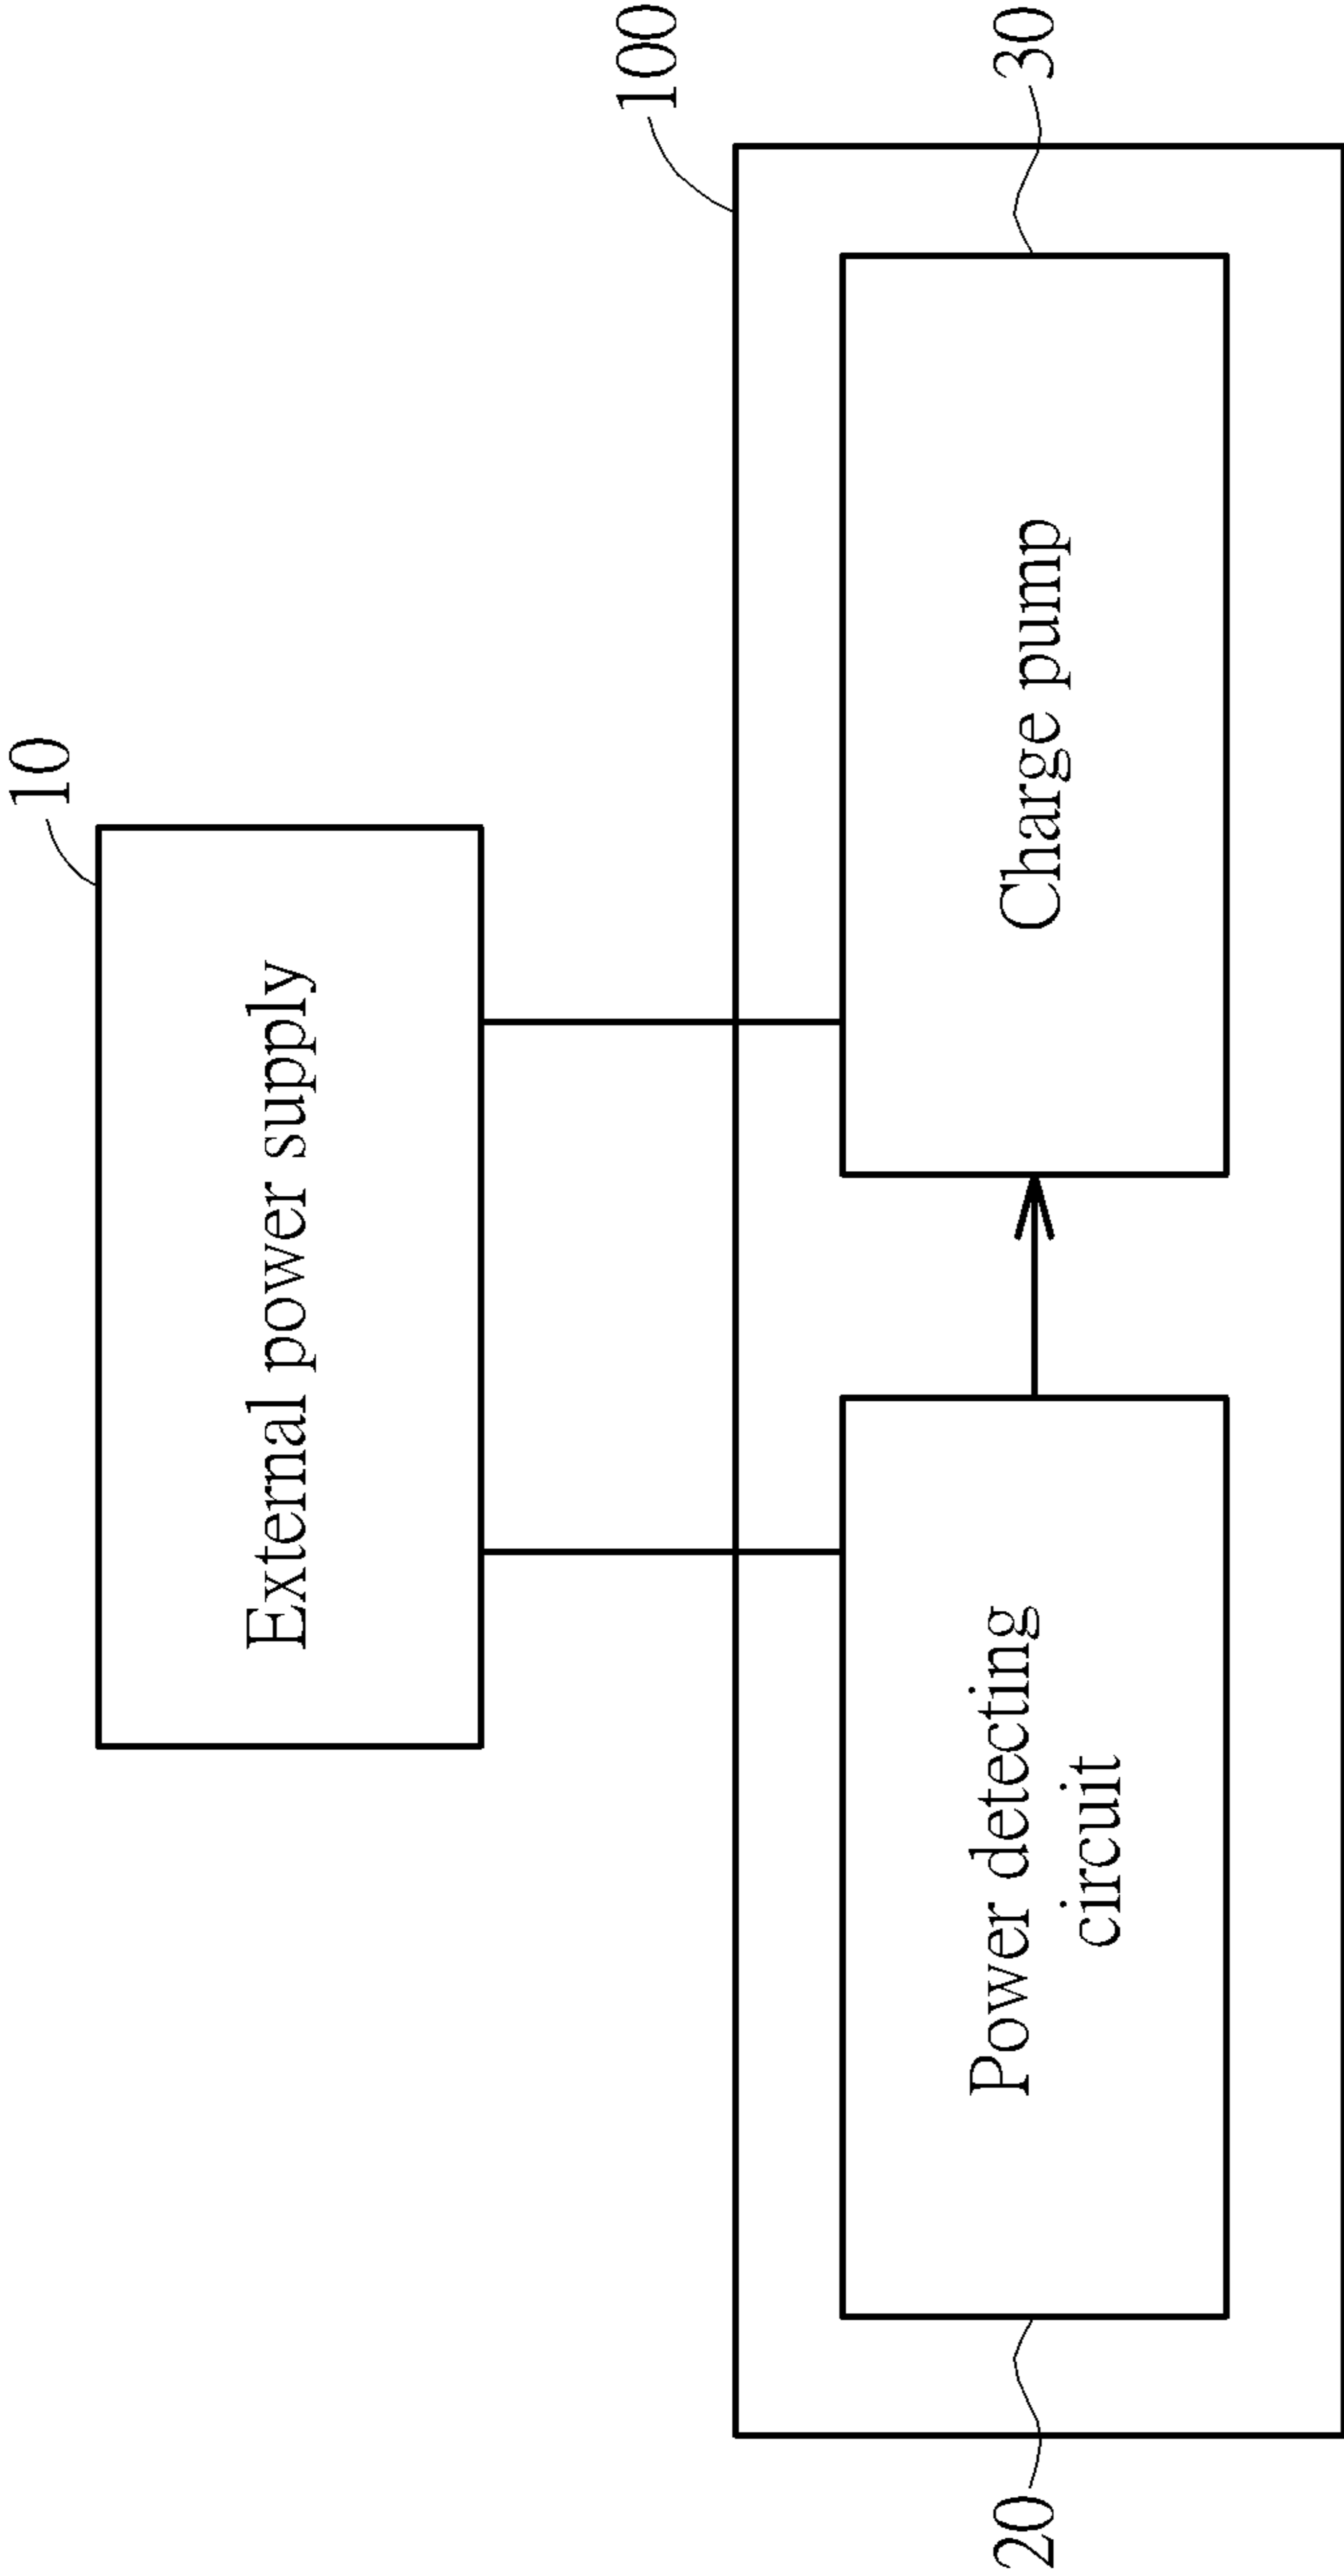 10
External power supply
100
Power detecting
circuit
Charge pump
20
30